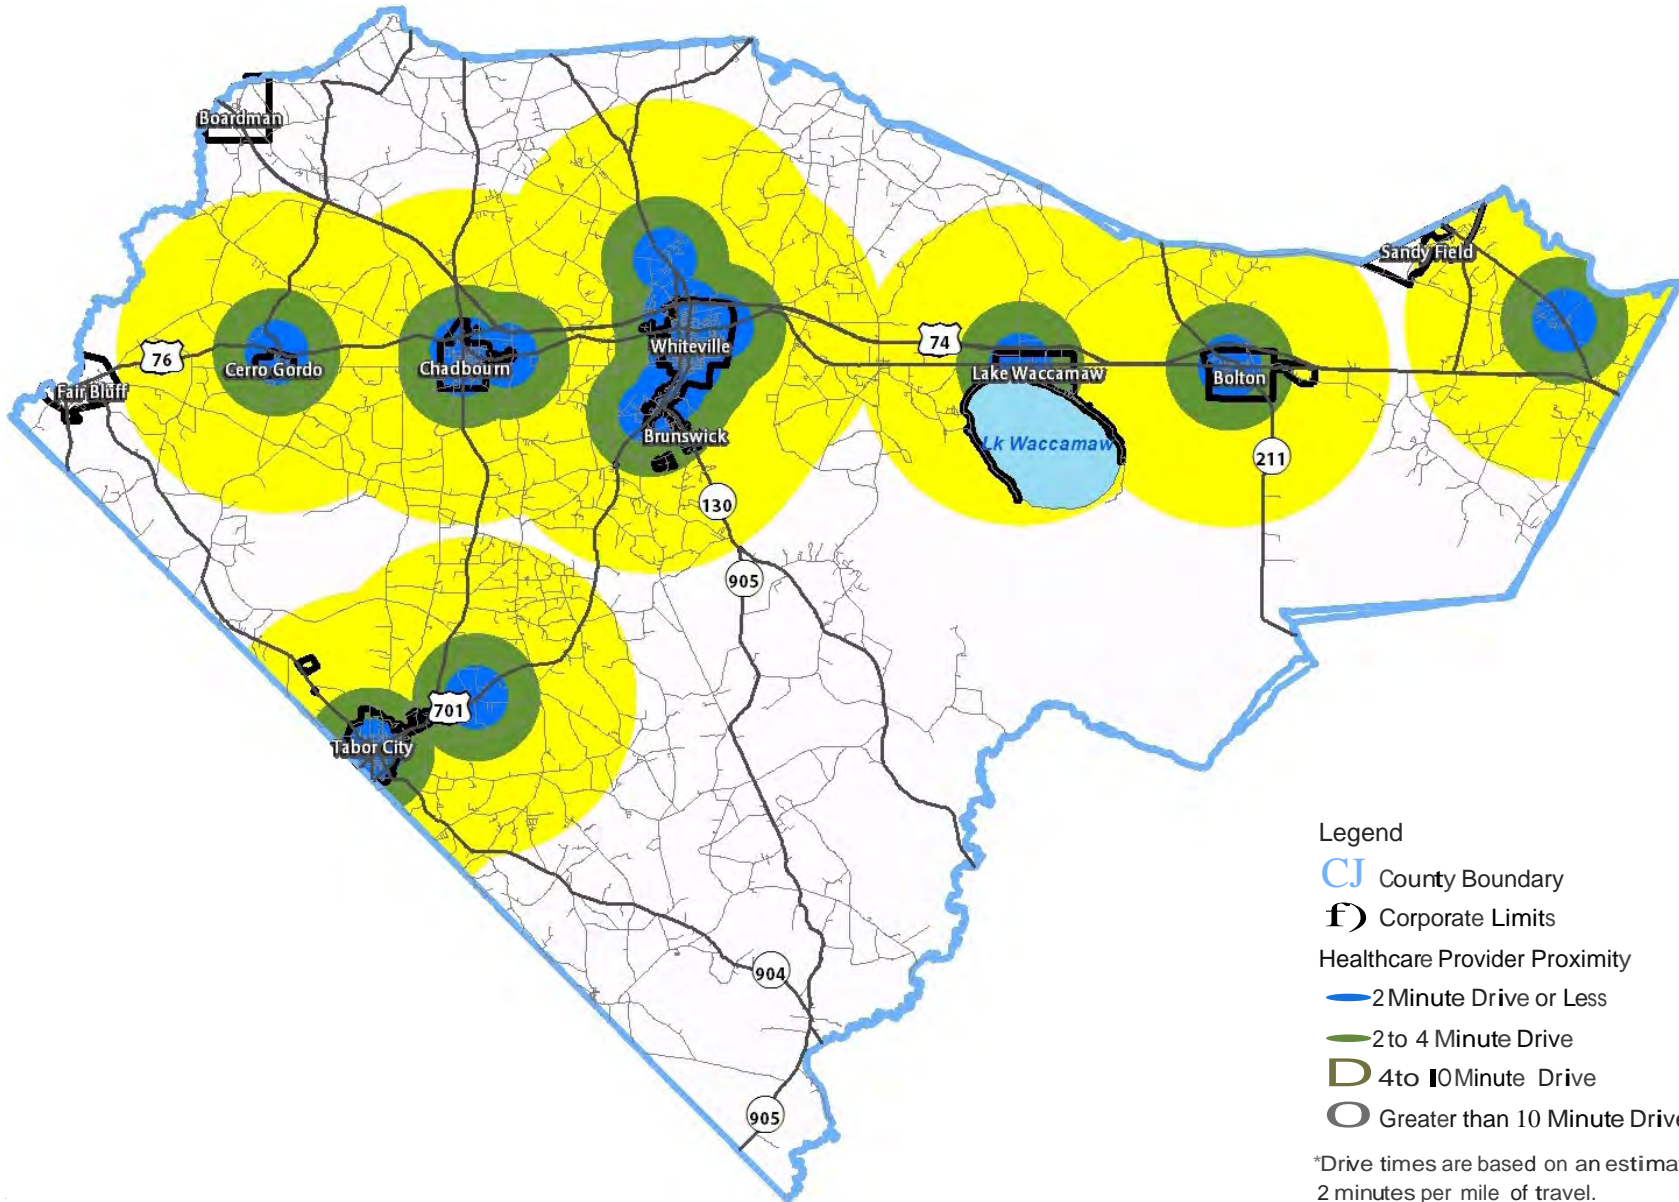 Boardman
Sandy Field
76
74
Whiteville
Cerro Gordo
Chadbourn
Lake Waccamaw
Bolton
Fair Bluff
Brunswick
Lk Waccamaw
211
130
905
701
Tabor City
904
905
Legend
CJ County Boundary
f) Corporate Limits
Healthcare Provider Proximity
2 Minute Drive or Less
2 to 4 Minute Drive
D 4to 10Minute Drive
O Greater than 10 Minute Drive
*Drive times are based on an estima
2 minutes per mile of travel.